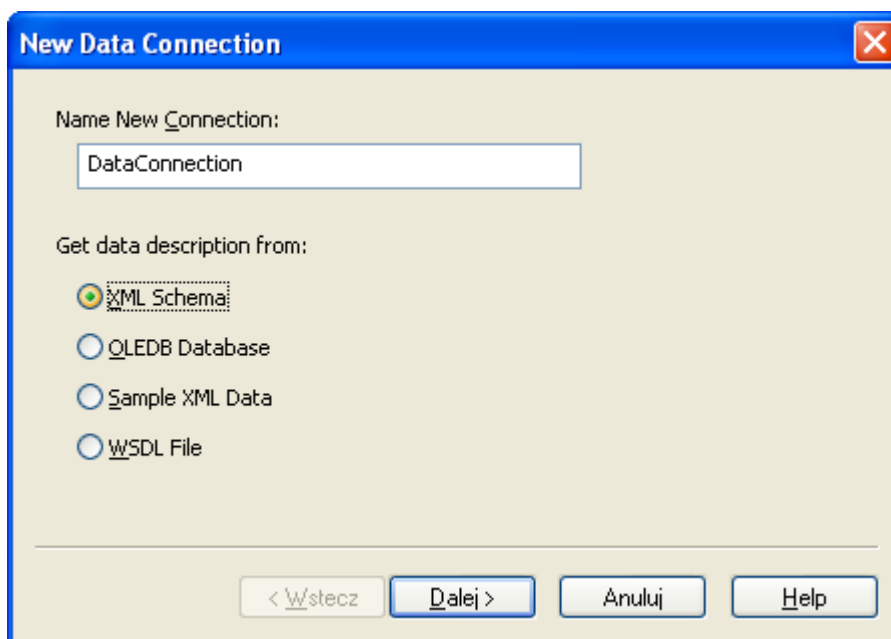 New Data Connection
Name New Connection:
DataConnection
Get data description from:
XML Schema
OLEDB Database
Sample XML Data
WSDL File
< Wstecz Dalej > Anuluj Help